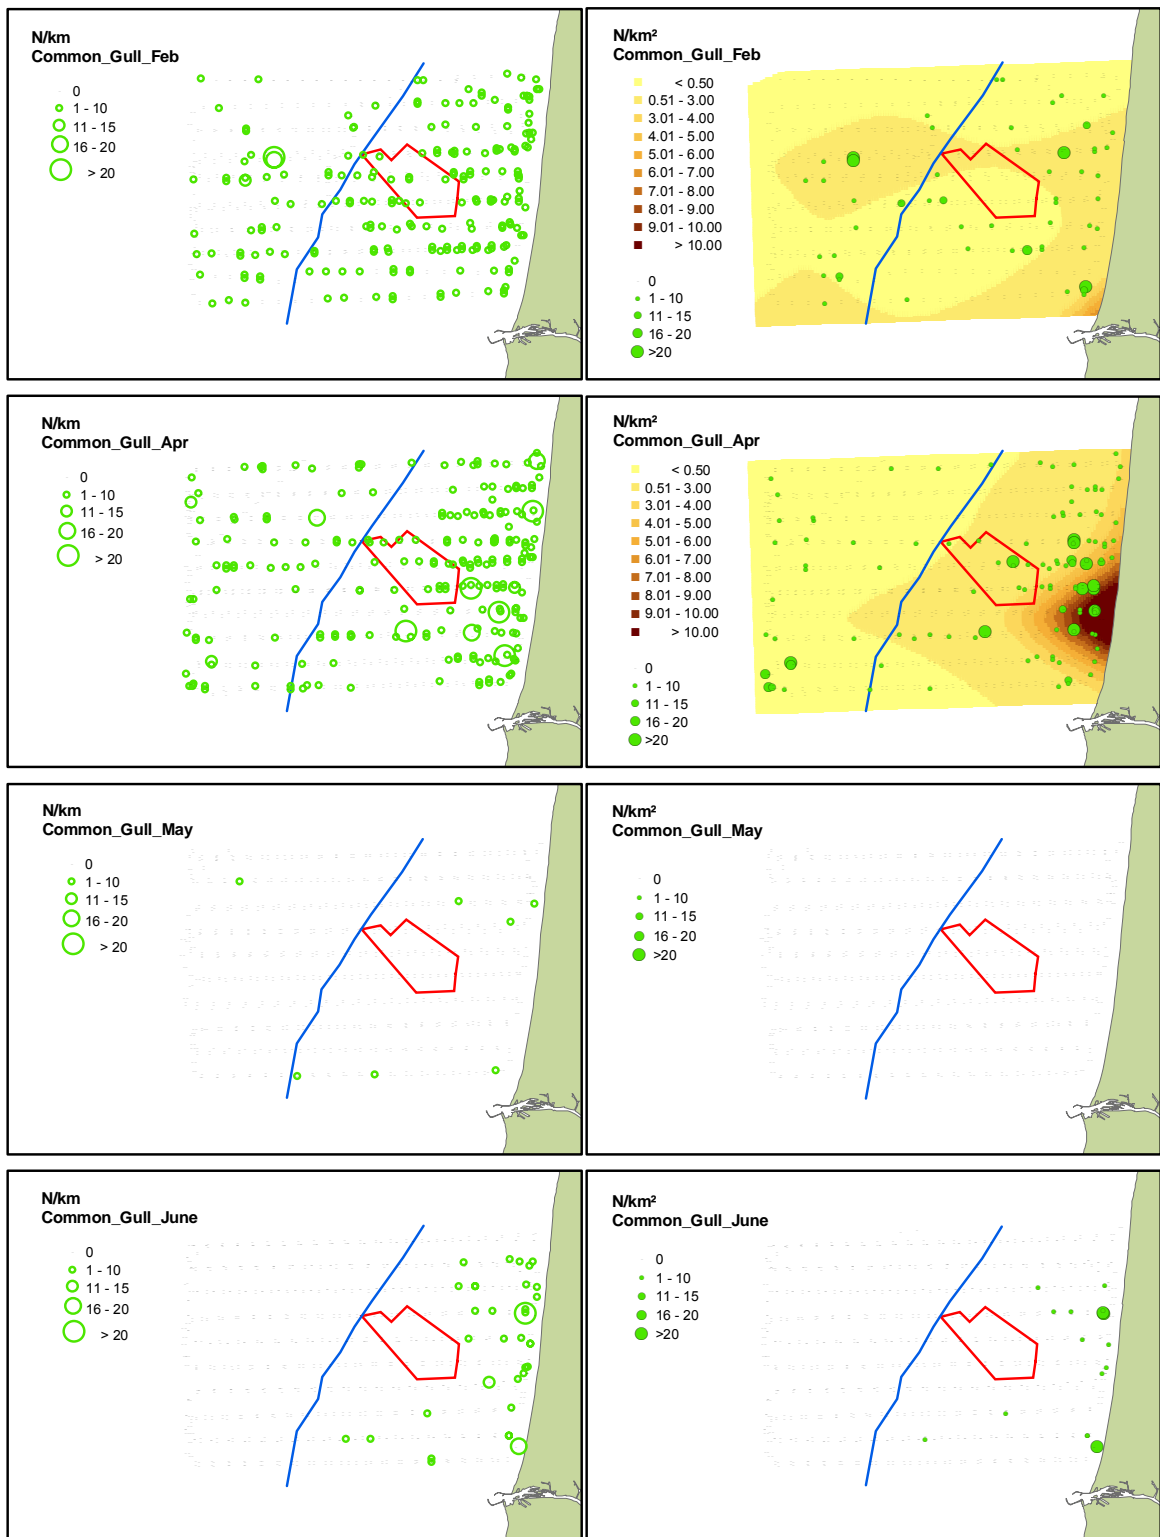 N/km
Common_Gull_Feb
0
1 - 10
11 - 15
16 - 20
> 20
N/km²
Common_Gull_Feb
< 0.50
0.51 - 3.00
3.01 - 4.00
4.01 - 5.00
5.01 - 6.00
6.01 - 7.00
7.01 - 8.00
8.01 - 9.00
9.01 - 10.00
> 10.00
0
1 - 10
11 - 15
16 - 20
>20
N/km
Common_Gull_Apr
0
1 - 10
11 - 15
16 - 20
> 20
N/km²
Common_Gull_Apr
< 0.50
0.51 - 3.00
3.01 - 4.00
4.01 - 5.00
5.01 - 6.00
6.01 - 7.00
7.01 - 8.00
8.01 - 9.00
9.01 - 10.00
> 10.00
0
1 - 10
11 - 15
16 - 20
>20
N/km
Common_Gull_May
0
1 - 10
11 - 15
16 - 20
> 20
N/km²
Common_Gull_May
0
1 - 10
11 - 15
16 - 20
>20
N/km
Common_Gull_June
0
1 - 10
11 - 15
16 - 20
> 20
N/km²
Common_Gull_June
0
1 - 10
11 - 15
16 - 20
>20